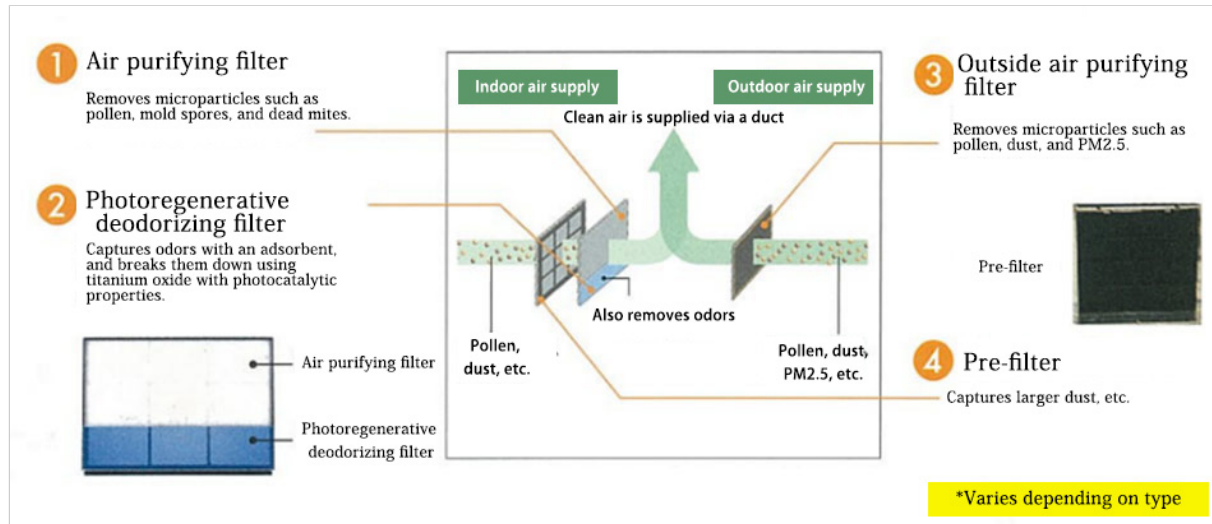 1 Air purifying filter
Removes microparticles such as
pollen, mold spores, and dead mites.
2 Photoregenerative
deodorizing filter
Captures odors with an adsorbent,
and breaks them down using
titanium oxide with photocatalytic
properties.
Air purifying filter
Photoregenerative
deodorizing filter
Indoor air supply
Outdoor air supply
Clean air is supplied via a duct
Also removes odors
Pollen,
dust, etc.
Pollen, dust,
PM2.5, etc.
3 Outside air purifying
filter
Removes microparticles such as
pollen, dust, and PM2.5.
Pre-filter
4 Pre-filter
Captures larger dust, etc.
*Varies depending on type